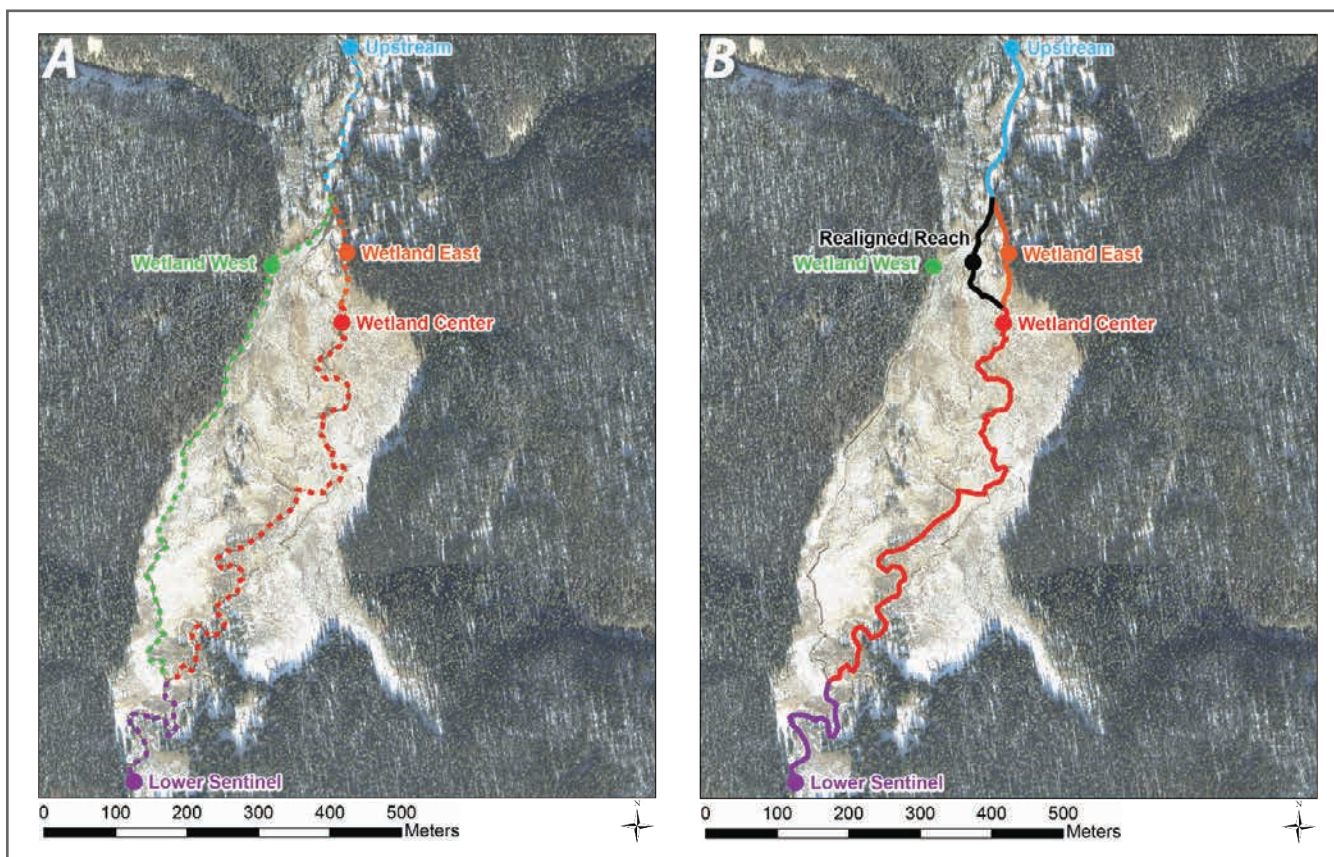 A
Upstream
Wetland East
Wetland West
Wetland Center
Lower Sentinel
0 100 200 300 400 500
Meters
N
B
Upstream
Realigned Reach
Wetland East
Wetland West
Wetland Center
Lower Sentinel
0 100 200 300 400 500
Meters
N